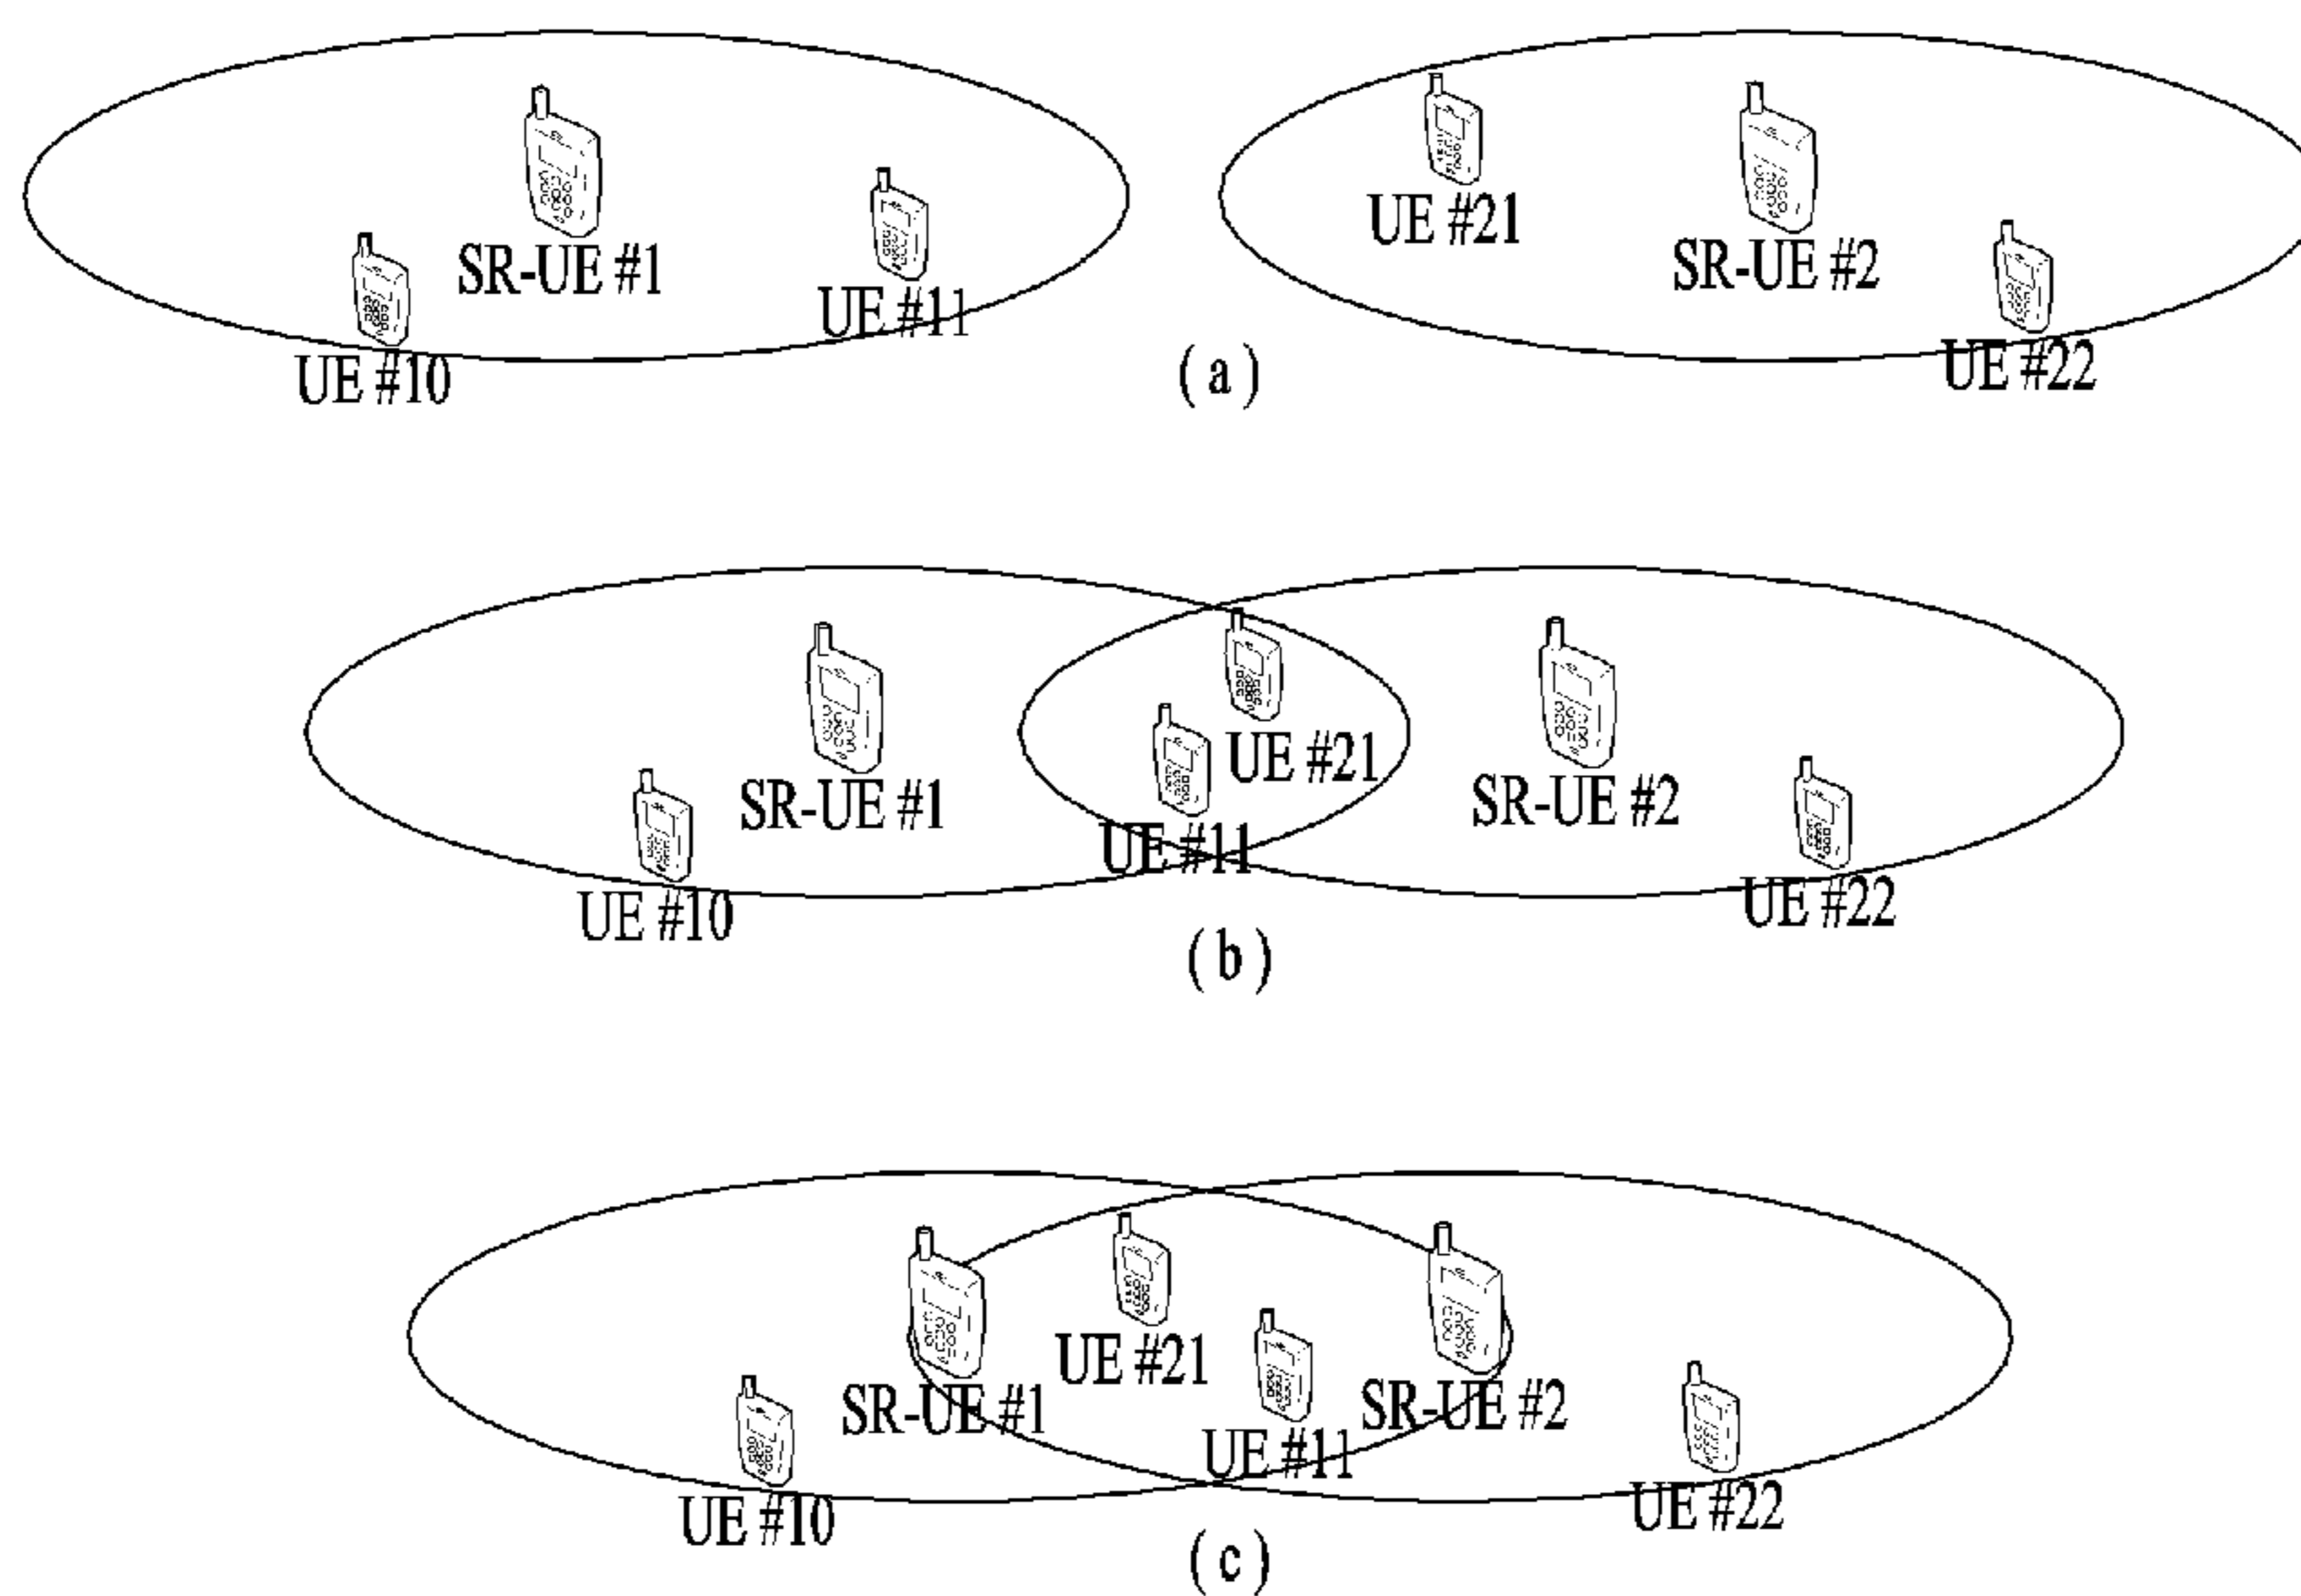 UE #21
SR-UE #1
SR-UE #2
UE #11
UE #10
UE #22
( a )
UE #21
SR-UE #1
SR-UE #2
UE #11
UE #10
UE #22
( b )
UE #21
SR-UE #1
SR-UE #2
UE #11
UE #10
UE #22
( c )